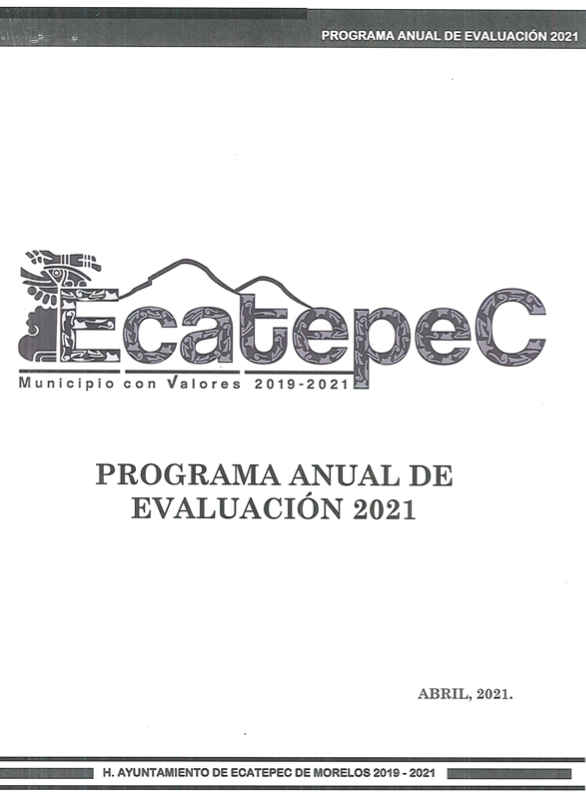 PROGRAMA ANUAL DE EVALUACIÓN 2021
EcatepeC
Municipio con Valores 2019-2021
PROGRAMA ANUAL DE
EVALUACIÓN 2021
ABRIL, 2021.
H. AYUNTAMIENTO DE ECATEPEC DE MORELOS 2019 - 2021